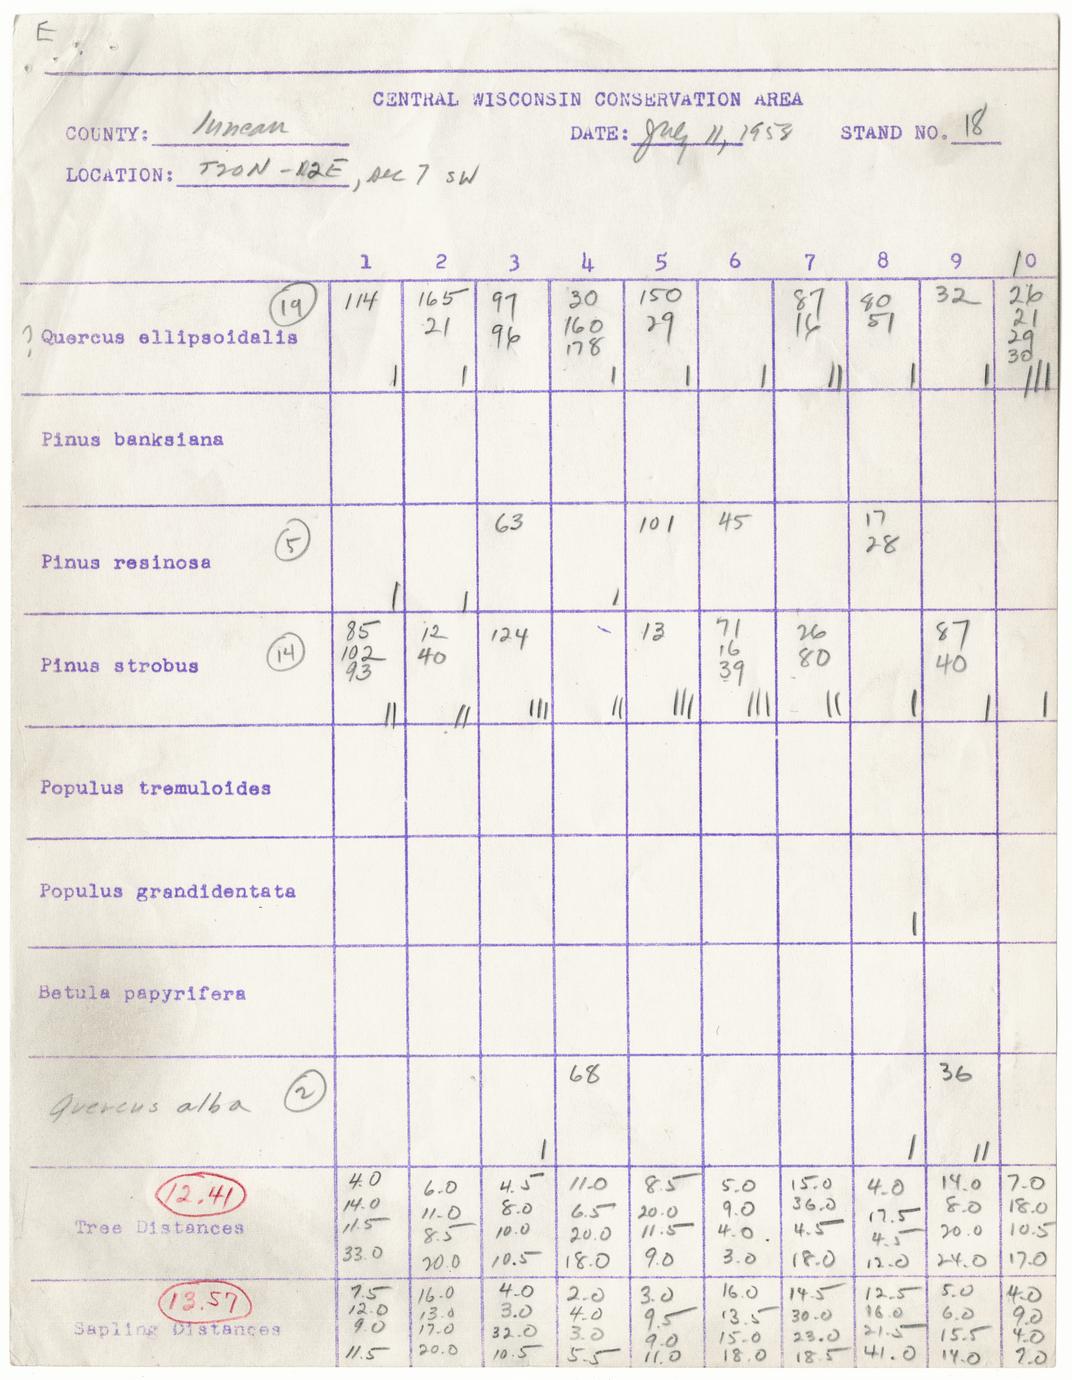 E
CENTRAL WISCONSIN CONSERVATION AREA
COUNTY: Juneau DATE: July 11, 1958 STAND NO. 18
LOCATION: T20N-R2E, sec 7 SW
1 2 3 4 5 6 7 8 9 10
19 114 165 97 30 150 87 80 32 26
? Quercus ellipsoidalis 21 96 160 29 16 51 21
178 29
30
| | | | | || | | |||
Pinus banksiana
5 63 101 45 17
28
Pinus resinosa
| | |
85 12 124 - 13 71 26 87
Pinus strobus 14 102 40 16 80 40
93 39
|| || ||| || ||| ||| || | | |
Populus tremuloides
Populus grandidentata
|
Betula papyrifera
68 36
Quercus alba 2
| | ||
12.41 4.0 6.0 4.5 11.0 8.5 5.0 15.0 4.0 14.0 7.0
14.0 11.0 8.0 6.5 20.0 9.0 36.0 17.5 8.0 18.0
Tree Distances 11.5 8.5 10.0 20.0 11.5 4.0 4.5 4.5 20.0 10.5
33.0 20.0 10.5 18.0 9.0 3.0 18.0 12.0 24.0 17.0
13.57 7.5 16.0 4.0 2.0 3.0 16.0 14.5 12.5 5.0 4.0
12.0 13.0 3.0 4.0 9.5 13.5 30.0 16.0 6.0 9.0
Sapling Distances 9.0 17.0 32.0 3.0 9.0 15.0 23.0 21.5 15.5 4.0
11.5 20.0 10.5 5.5 11.0 18.0 18.5 41.0 14.0 7.0